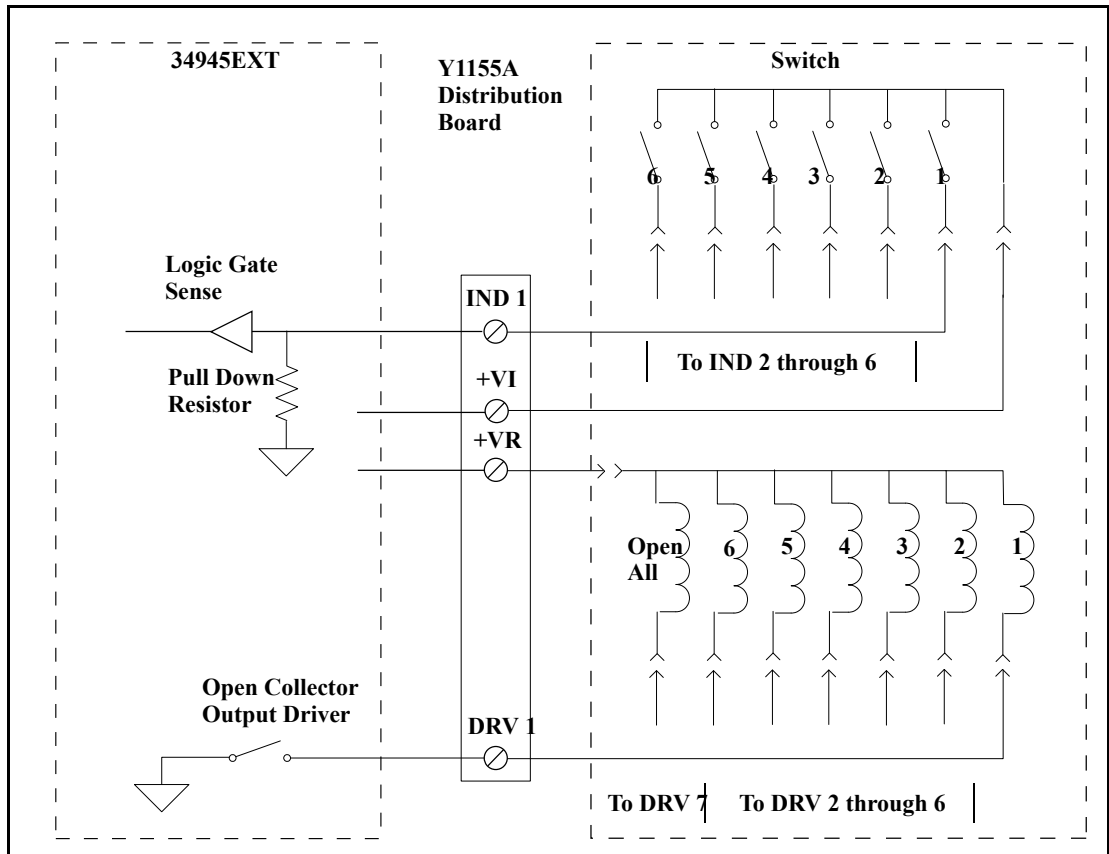 34945EXT
Y1155A
Distribution
Board
Switch
6 5 4 3 2 1
Logic Gate
Sense
IND 1
To IND 2 through 6
Pull Down
Resistor
+VI
+VR
Open
All
6 5 4 3 2 1
Open Collector
Output Driver
DRV 1
To DRV 7
To DRV 2 through 6